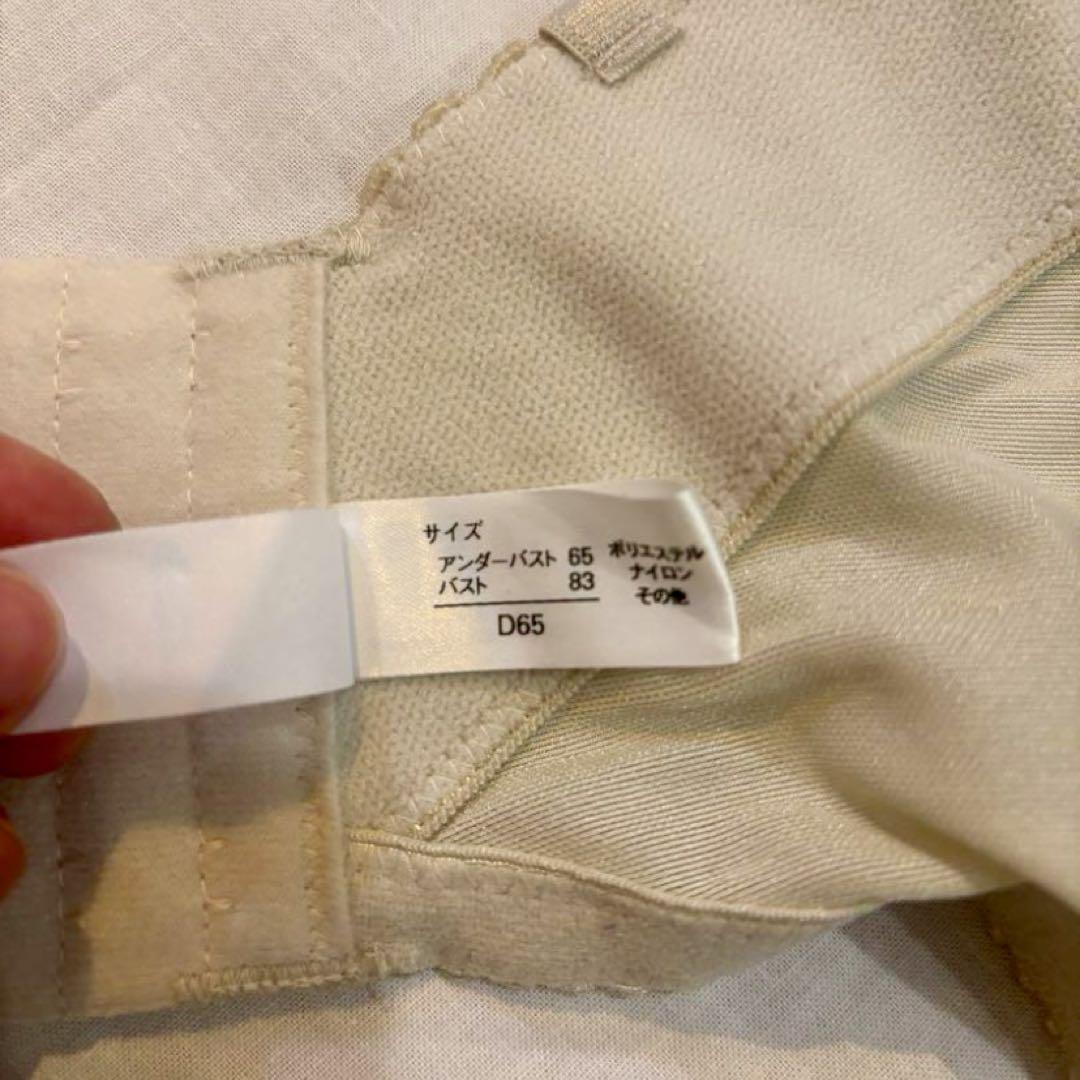 サイズ
アンダーバスト 65
バスト 83
D65
ポリエステル
ナイロン
その他